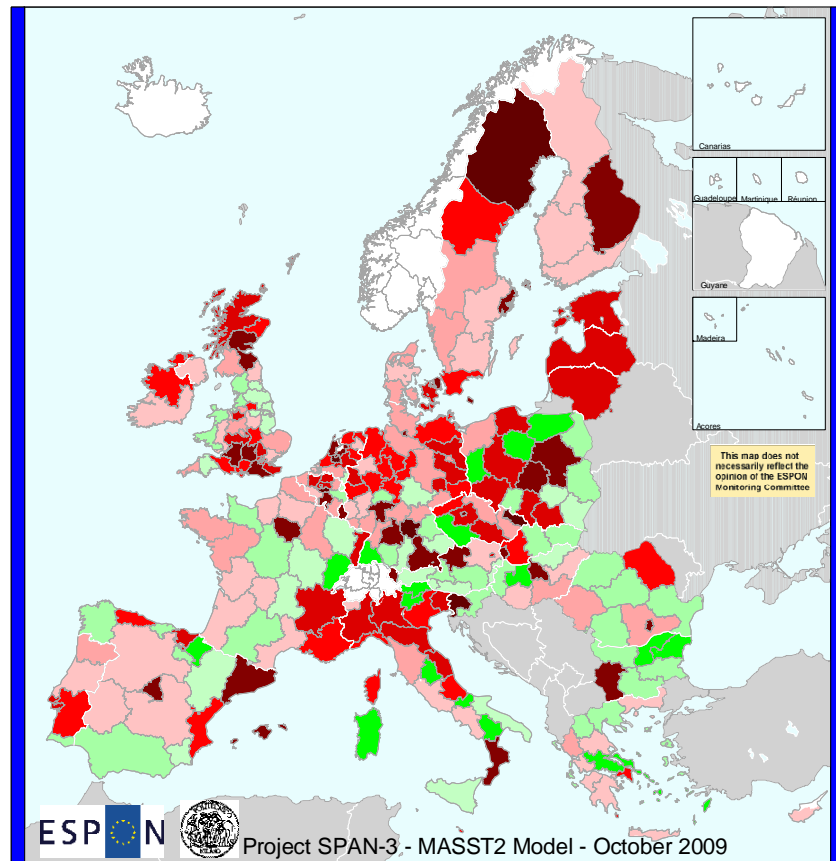 Canarias
Guadeloupe Martinique Réunion
Guyane
Madeira
Acores
This map does not
necessarily reflect the
opinion of the ESPON
Monitoring Committee
ESPON
Project SPAN-3 - MASST2 Model - October 2009